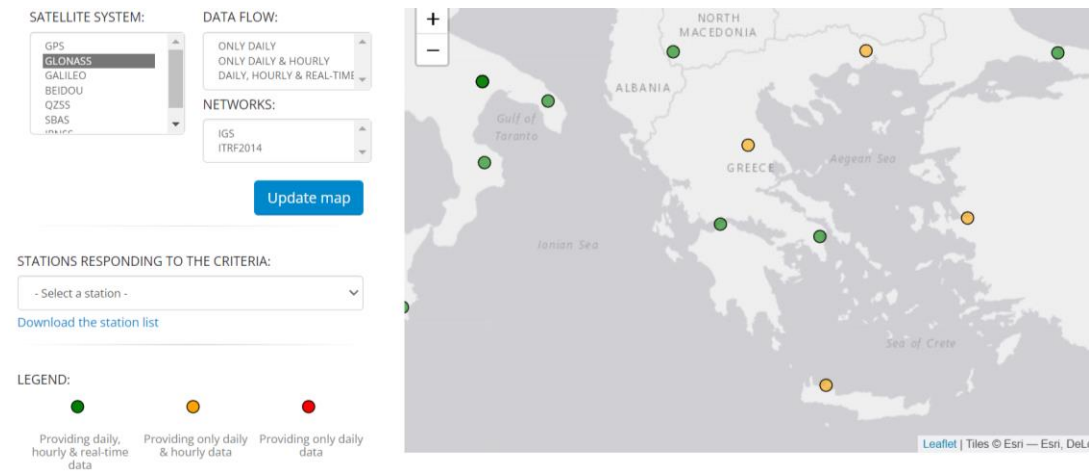 SATELLITE SYSTEM:
GPS
GLONASS
GALILEO
BEIDOU
QZSS
SBAS
DATA FLOW:
ONLY DAILY
ONLY DAILY & HOURLY
DAILY, HOURLY & REAL-TIME
NETWORKS:
IGS
ITRF2014
Update map
STATIONS RESPONDING TO THE CRITERIA:
- Select a station -
Download the station list
LEGEND:
Providing daily,
hourly & real-time
data
Providing only daily
& hourly data
Providing only daily
data
+
−
NORTH
MACEDONIA
ALBANIA
Gulf of
Taranto
GREECE
Aegean Sea
Ionian Sea
Sea of Crete
Leaflet | Tiles © Esri — Esri, DeL